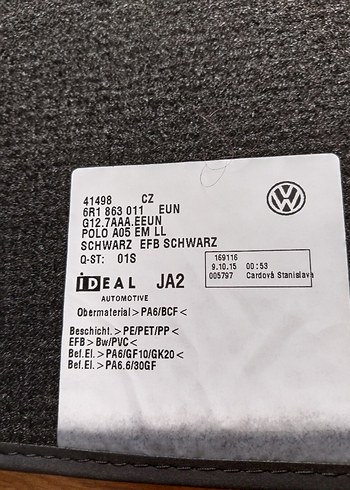 41498 CZ
6R1 863 011 EUN
G12.7AAA.EEUN
POLO A05 EM LL
SCHWARZ EFB SCHWARZ
Q-ST: 01S
169116
9.10.15 00:53
005797 Cardová Stanislava
iDEAL JA2
AUTOMOTIVE
Obermaterial>PA6/BCF<
Beschicht.>PE/PET/PP<
EFB>Bw/PVC<
Bef.El.>PA6/GF10/GK20<
Bef.El.>PA6.6/30GF